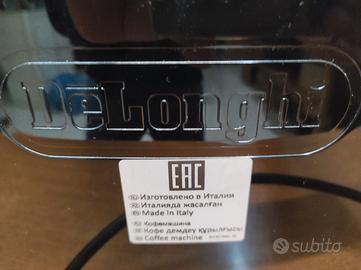 DeLonghi
EAC
Изготовлено в Италии
Италияда жасалған
Made in Italy
Кофемашина
Кофе демдеу құрылғысы
Coffee machine
subito